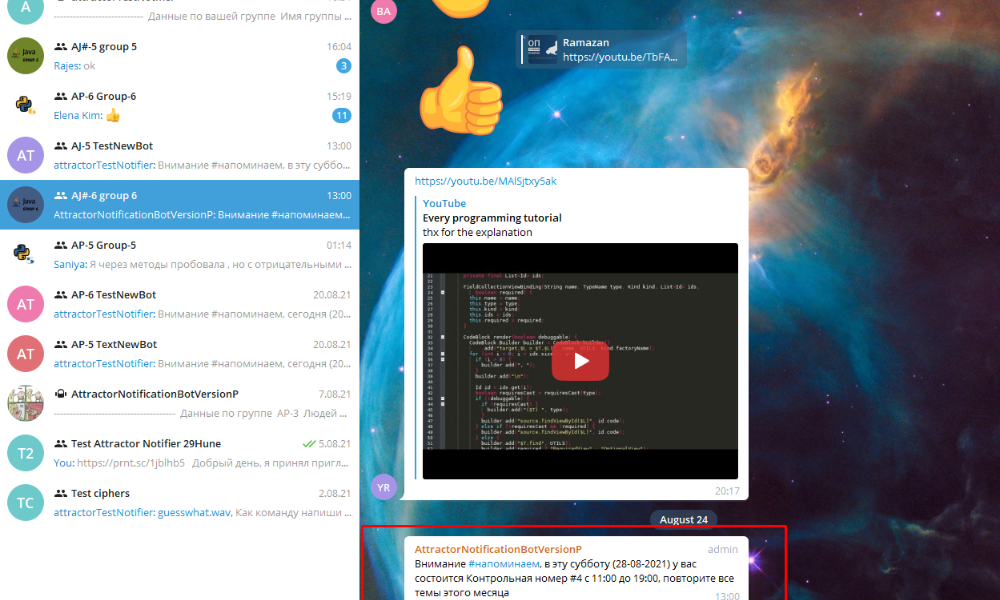 A
------------------------ Данные по вашей группе Имя группы ...
AJ#-5 group 5
16:04
Rajes: ok
3
AP-6 Group-6
15:19
Elena Kim: 👍
11
AT
AJ-5 TestNewBot
13:00
attractorTestNotifier: Внимание #напоминаем, в эту суббо...
AJ#-6 group 6
13:00
AttractorNotificationBotVersionP: Внимание #напоминаем...
AP-5 Group-5
01:14
Saniya: Я через методы пробовала , но с отрицательными ...
AT
AP-6 TestNewBot
20.08.21
attractorTestNotifier: Внимание #напоминаем, сегодня (20...
AT
AP-5 TextNewBot
20.08.21
attractorTestNotifier: Внимание #напоминаем, сегодня (20...
AttractorNotificationBotVersionP
7.08.21
-------------------------------- Данные по группе AP-3 Людей ...
T2
Test Attractor Notifier 29Hune
5.08.21
You: https://prnt.sc/1jblhb5 Добрый день, я принял пригл...
TC
Test ciphers
2.08.21
attractorTestNotifier: guesswhat.wav, Как команду напиши ...
BA
ОП
Ramazan
https://youtu.be/TbFA...
https://youtu.be/MAlSjtxy5ak
YouTube
Every programming tutorial
thx for the explanation
YR
20:17
August 24
AttractorNotificationBotVersionP
admin
Внимание #напоминаем, в эту субботу (28-08-2021) у вас
состоится Контрольная номер #4 с 11:00 до 19:00, повторите все
темы этого месяца
13:00